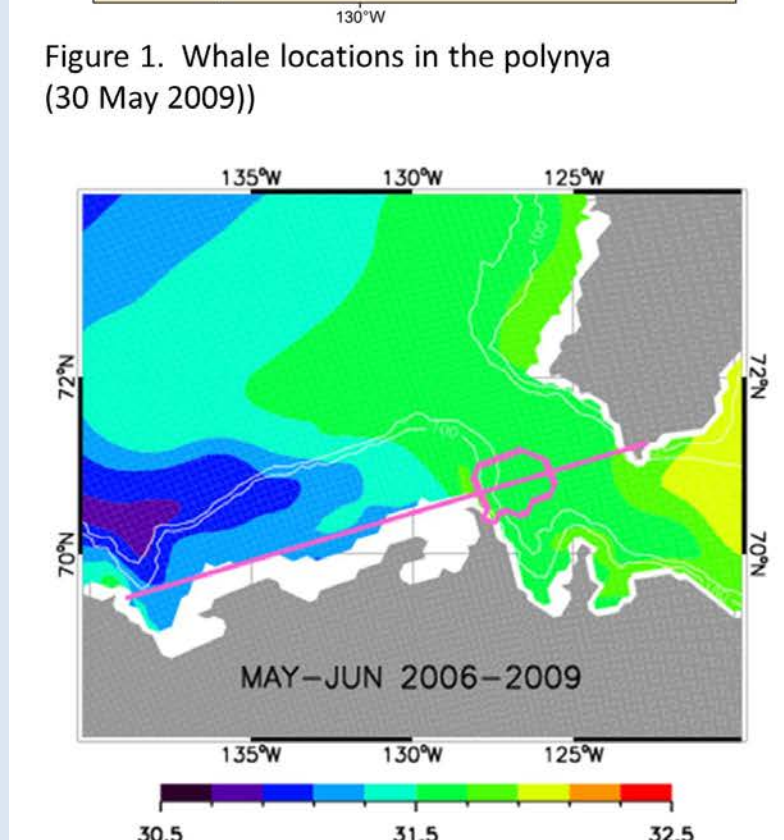 130°W
Figure 1. Whale locations in the polynya
(30 May 2009))
135°W 130°W 125°W
100
72°N 72°N
100
70°N 70°N
MAY-JUN 2006-2009
135°W 130°W 125°W
30.5 31.5 32.5